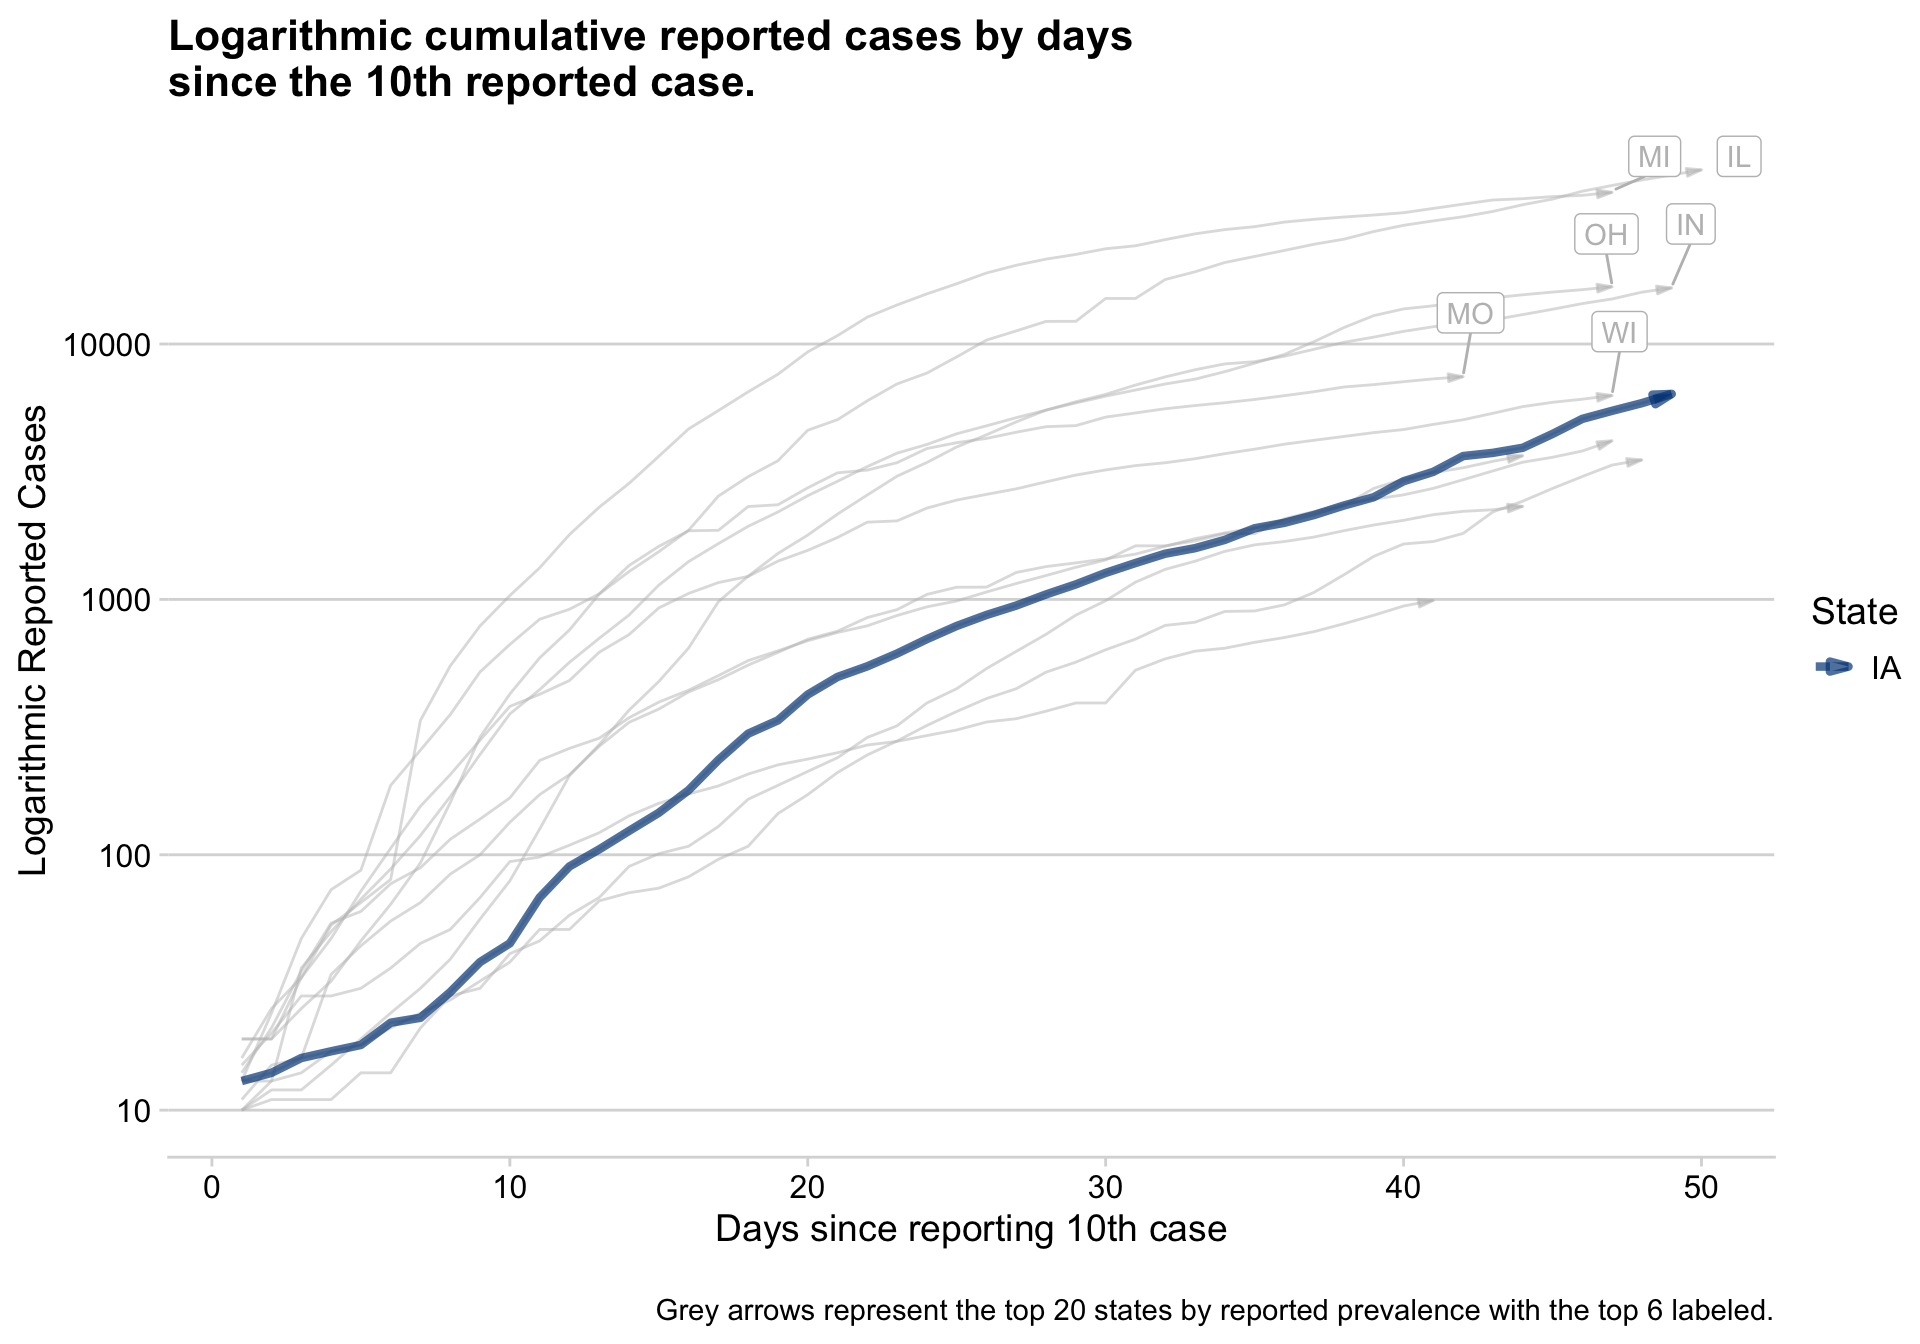 Logarithmic cumulative reported cases by days
since the 10th reported case.
MI
IL
OH
IN
MO
WI
10000
1000
100
10
Logarithmic Reported Cases
State
IA
0
10
20
30
40
50
Days since reporting 10th case
Grey arrows represent the top 20 states by reported prevalence with the top 6 labeled.